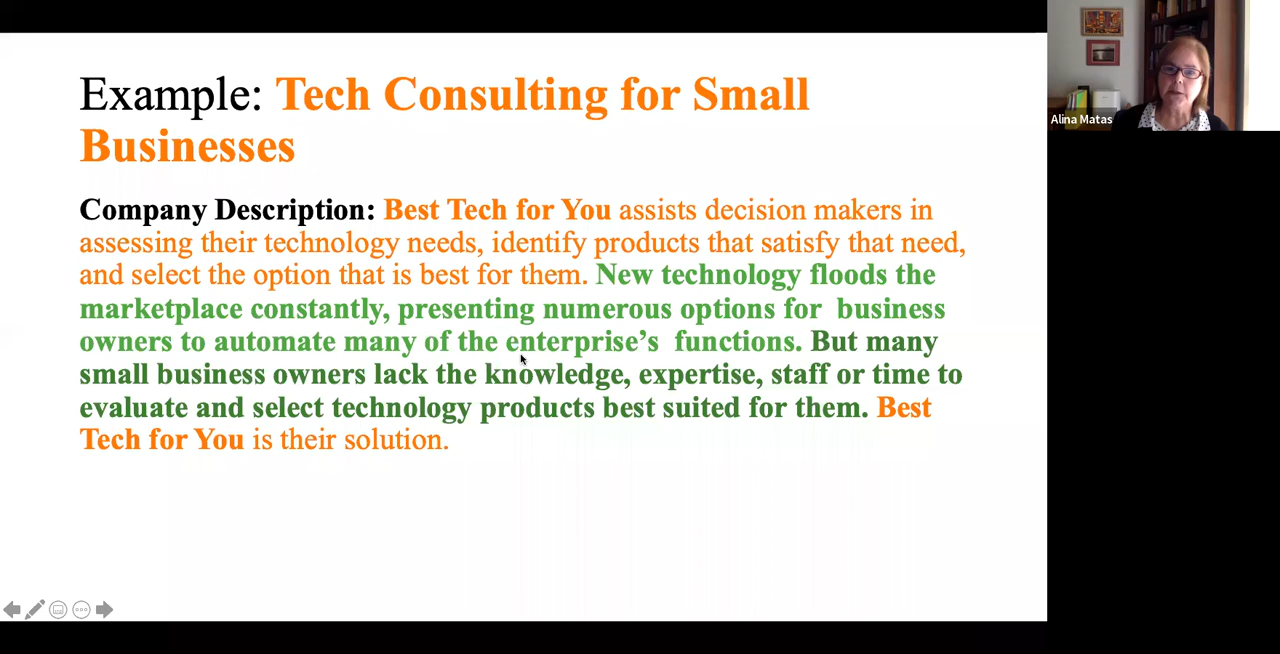 Example: Tech Consulting for Small
Businesses
Company Description: Best Tech for You assists decision makers in
assessing their technology needs, identify products that satisfy that need,
and select the option that is best for them. New technology floods the
marketplace constantly, presenting numerous options for business
owners to automate many of the enterprise’s functions. But many
small business owners lack the knowledge, expertise, staff or time to
evaluate and select technology products best suited for them. Best
Tech for You is their solution.
Alina Matas